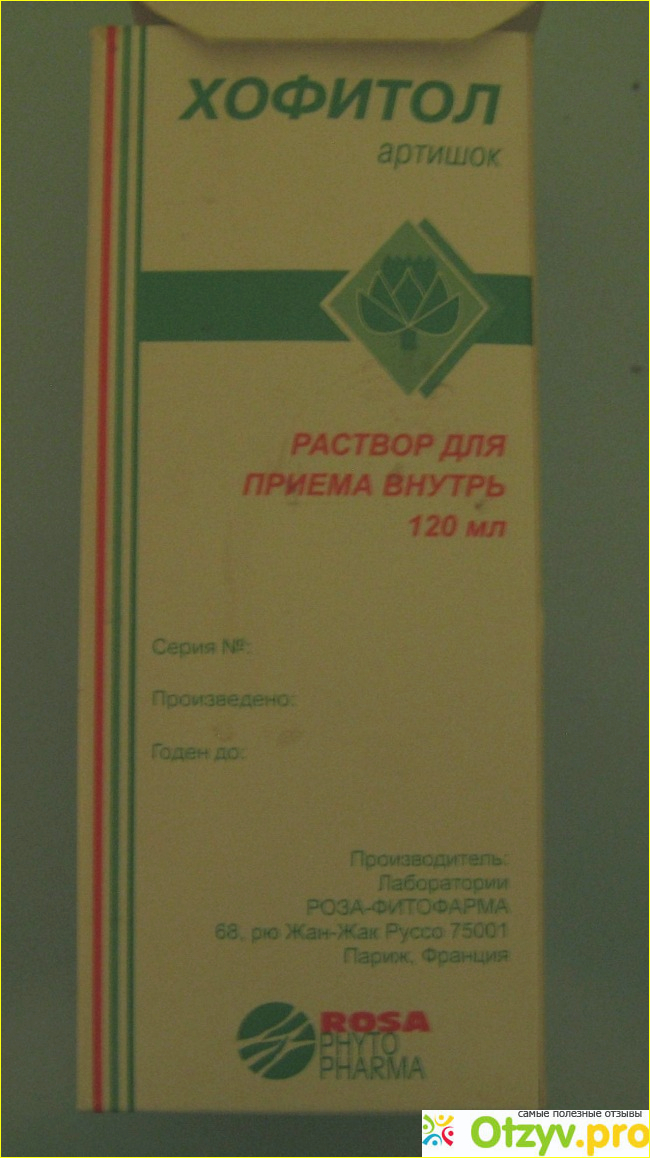 ХОФИТОЛ
артишок
РАСТВОР ДЛЯ
ПРИЕМА ВНУТРЬ
120 мл
Серия №:
Произведено:
Годен до:
Производитель:
Лаборатории
РОЗА-ФИТОФАРМА
68, рю Жан-Жак Руссо 75001
Париж, Франция
ROSA
PHYTO
PHARMA
самые полезные отзывы
Otzyv.pro